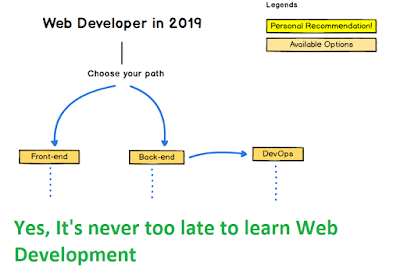 Web Developer in 2019
Legends
Personal Recommendation!
Available Options
Choose your path
Front-end
Back-end
DevOps
Yes, It's never too late to learn Web
Development